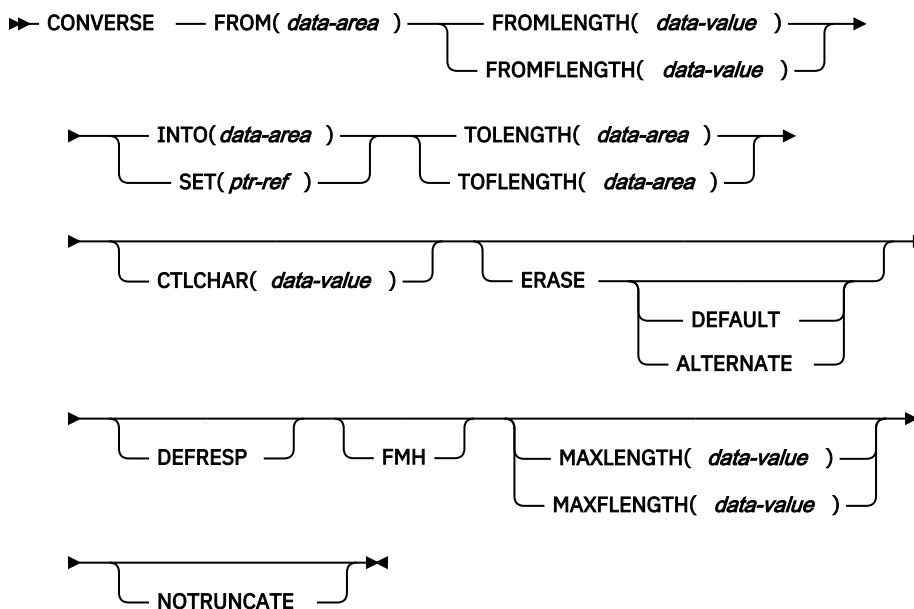 CONVERSE FROM( data-area ) FROMLENGTH( data-value )
FROMFLENGTH( data-value )
INTO( data-area ) TOLENGTH( data-area )
SET( ptr-ref ) TOFLENGTH( data-area )
CTLCHAR( data-value ) ERASE
DEFAULT
ALTERNATE
DEFRESP FMH MAXLENGTH( data-value )
MAXFLENGTH( data-value )
NOTRUNCATE